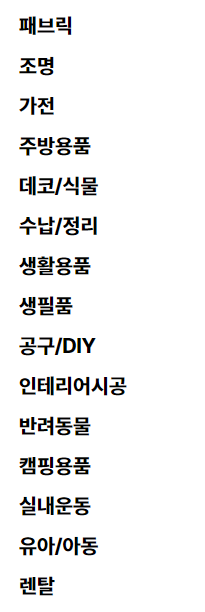 패브릭
조명
가전
주방용품
데코/식물
수납/정리
생활용품
생필품
공구/DIY
인테리어시공
반려동물
캠핑용품
실내운동
유아/아동
렌탈